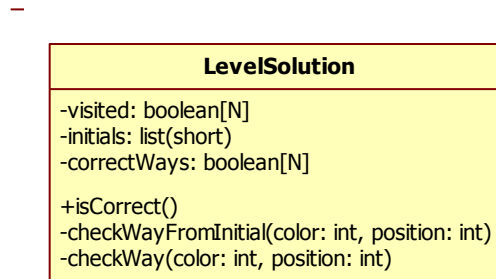 LevelSolution
-visited: boolean[N]
-initials: list(short)
-correctWays: boolean[N]
+isCorrect()
-checkWayFromInitial(color: int, position: int)
-checkWay(color: int, position: int)